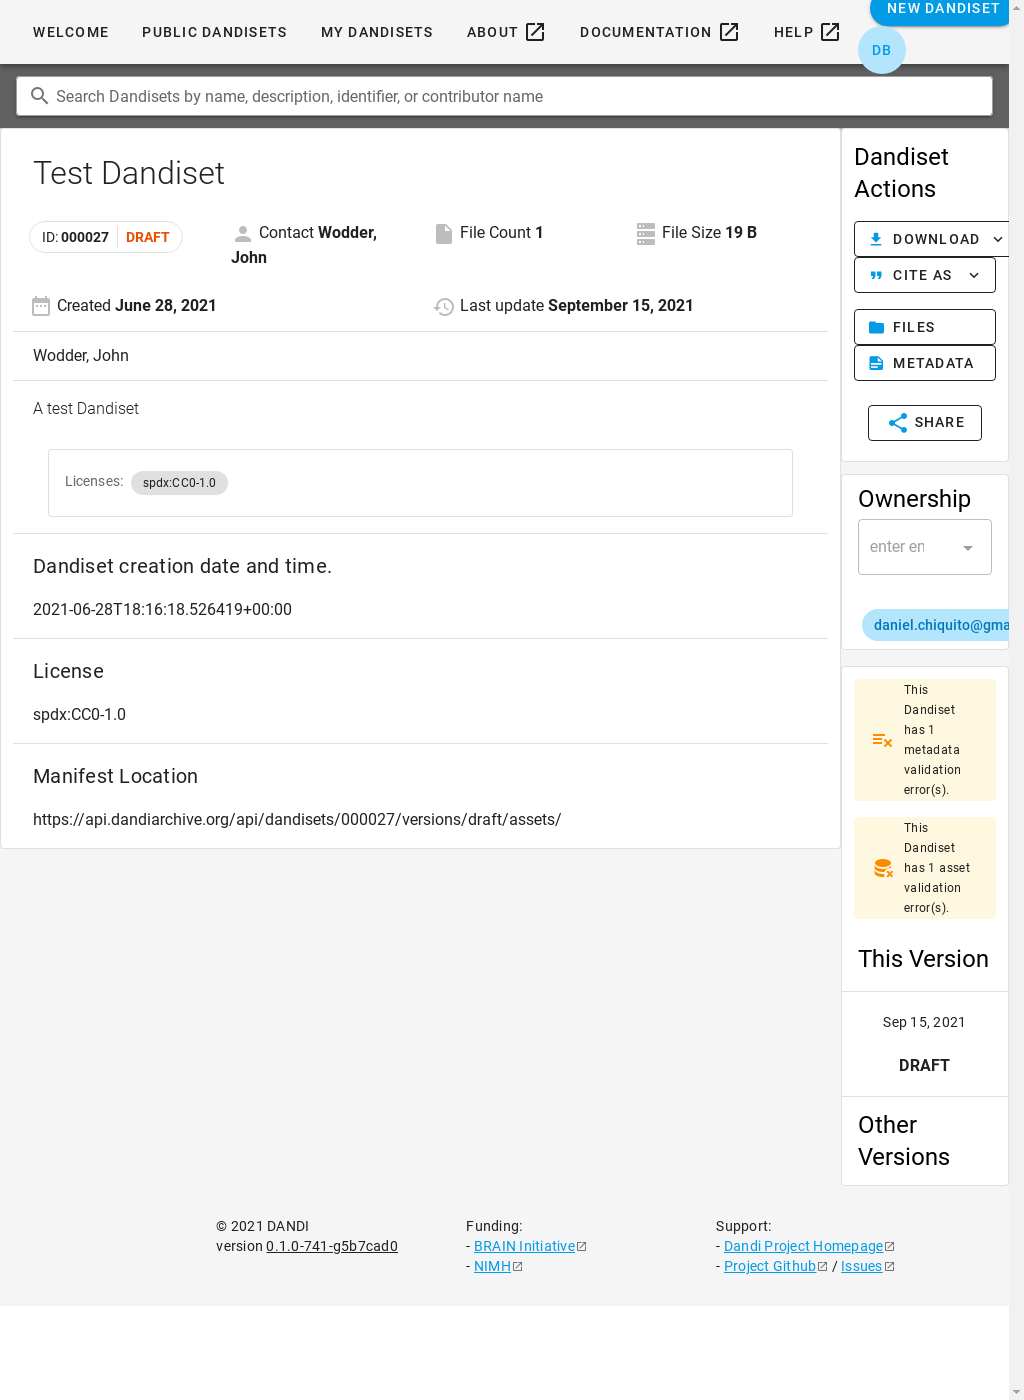 WELCOME PUBLIC DANDISETS MY DANDISETS ABOUT DOCUMENTATION HELP NEW DANDISET
DB
Search Dandisets by name, description, identifier, or contributor name
Test Dandiset
ID: 000027 DRAFT
Contact Wodder,
John
File Count 1
File Size 19 B
Created June 28, 2021
Last update September 15, 2021
Wodder, John
A test Dandiset
Licenses: spdx:CC0-1.0
Dandiset creation date and time.
2021-06-28T18:16:18.526419+00:00
License
spdx:CC0-1.0
Manifest Location
https://api.dandiarchive.org/api/dandisets/000027/versions/draft/assets/
Dandiset
Actions
DOWNLOAD
CITE AS
FILES
METADATA
SHARE
Ownership
enter
daniel.chiquito@gma
This
Dandiset
has 1
metadata
validation
error(s).
This
Dandiset
has 1 asset
validation
error(s).
This Version
Sep 15, 2021
DRAFT
Other
Versions
© 2021 DANDI
version 0.1.0-741-g5b7cad0
Funding:
- BRAIN Initiative
- NIMH
Support:
- Dandi Project Homepage
- Project Github / Issues